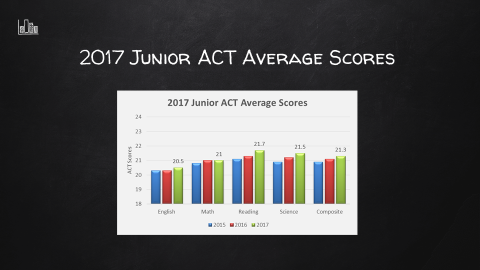 2017 Junior ACT Average Scores
2017 Junior ACT Average Scores
24
23
22
21
20
19
18
ACT Scores
20.5
21
21.7
21.5
21.3
English Math Reading Science Composite
2015 2016 2017